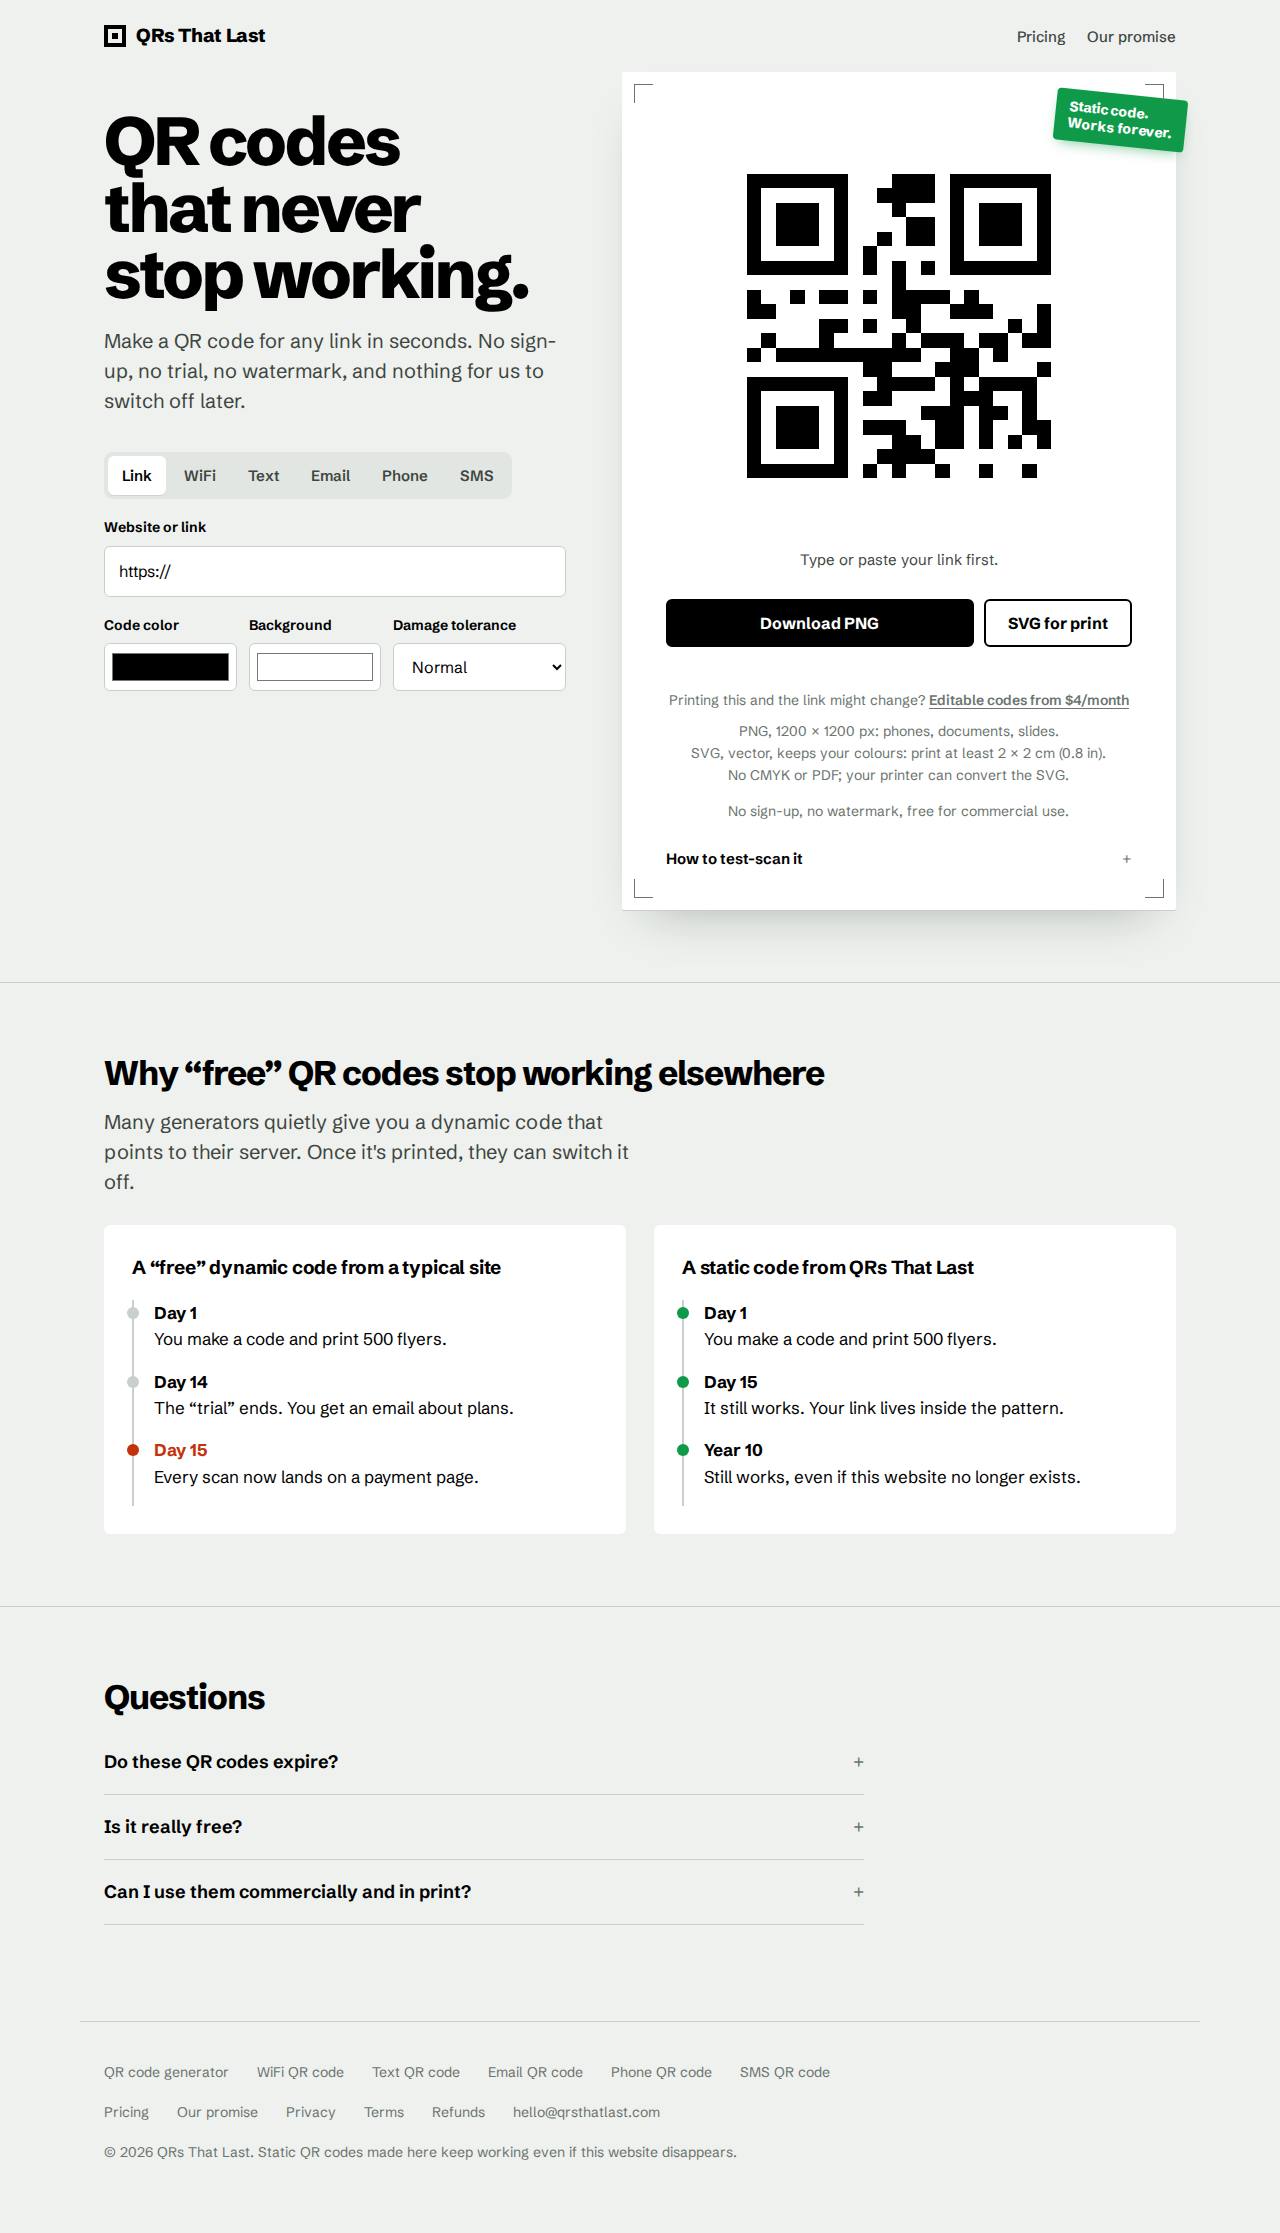 QRs That Last
Pricing
Our promise
QR codes
that never
stop working.
Make a QR code for any link in seconds. No sign-
up, no trial, no watermark, and nothing for us to
switch off later.
Link
WiFi
Text
Email
Phone
SMS
Website or link
https://
Code color
Background
Damage tolerance
Normal
Static code.
Works forever.
Type or paste your link first.
Download PNG
SVG for print
Printing this and the link might change? Editable codes from $4/month
PNG, 1200 × 1200 px: phones, documents, slides.
SVG, vector, keeps your colours: print at least 2 × 2 cm (0.8 in).
No CMYK or PDF; your printer can convert the SVG.
No sign-up, no watermark, free for commercial use.
How to test-scan it
+
Why “free” QR codes stop working elsewhere
Many generators quietly give you a dynamic code that
points to their server. Once it's printed, they can switch it
off.
A “free” dynamic code from a typical site
Day 1
You make a code and print 500 flyers.
Day 14
The “trial” ends. You get an email about plans.
Day 15
Every scan now lands on a payment page.
A static code from QRs That Last
Day 1
You make a code and print 500 flyers.
Day 15
It still works. Your link lives inside the pattern.
Year 10
Still works, even if this website no longer exists.
Questions
Do these QR codes expire?
+
Is it really free?
+
Can I use them commercially and in print?
+
QR code generator
WiFi QR code
Text QR code
Email QR code
Phone QR code
SMS QR code
Pricing
Our promise
Privacy
Terms
Refunds
hello@qrsthatlast.com
© 2026 QRs That Last. Static QR codes made here keep working even if this website disappears.